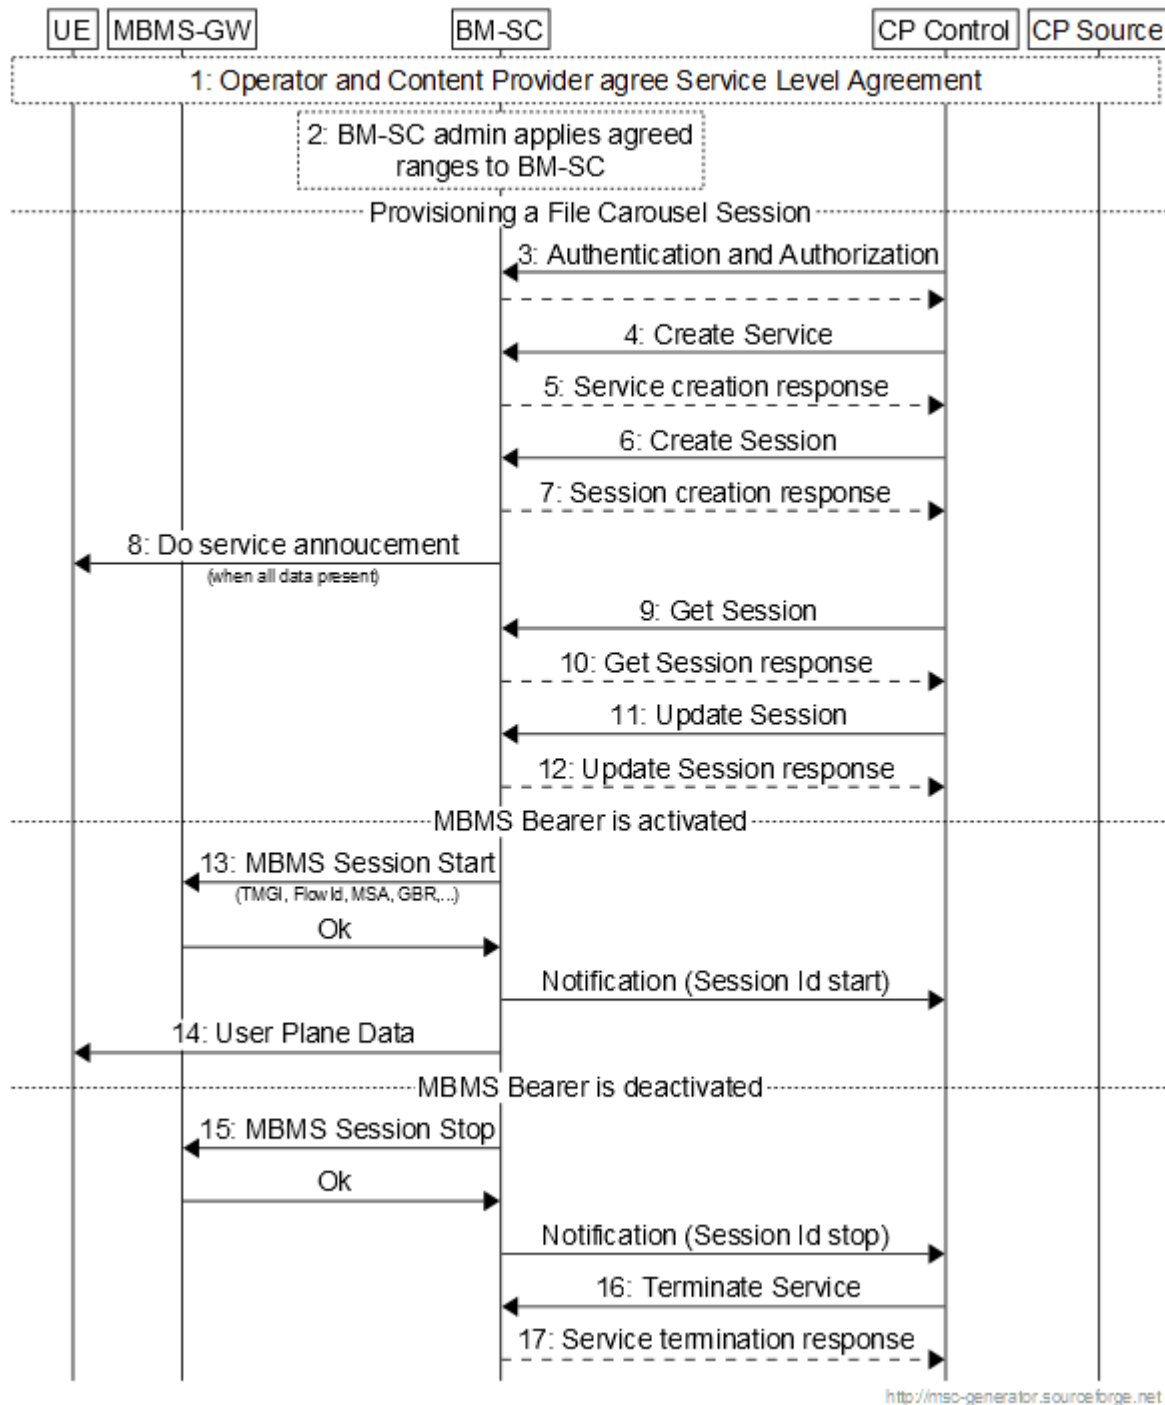 UE MBMS-GW BM-SC CP Control CP Source
1: Operator and Content Provider agree Service Level Agreement
2: BM-SC admin applies agreed
ranges to BM-SC
Provisioning a File Carousel Session
3: Authentication and Authorization
4: Create Service
5: Service creation response
6: Create Session
7: Session creation response
8: Do service annoucement
(when all data present)
9: Get Session
10: Get Session response
11: Update Session
12: Update Session response
MBMS Bearer is activated
13: MBMS Session Start
(TMGI, FlowId, MSA, GBR,...)
Ok
Notification (Session Id start)
14: User Plane Data
MBMS Bearer is deactivated
15: MBMS Session Stop
Ok
Notification (Session Id stop)
16: Terminate Service
17: Service termination response
http://msc-generator.sourceforge.net